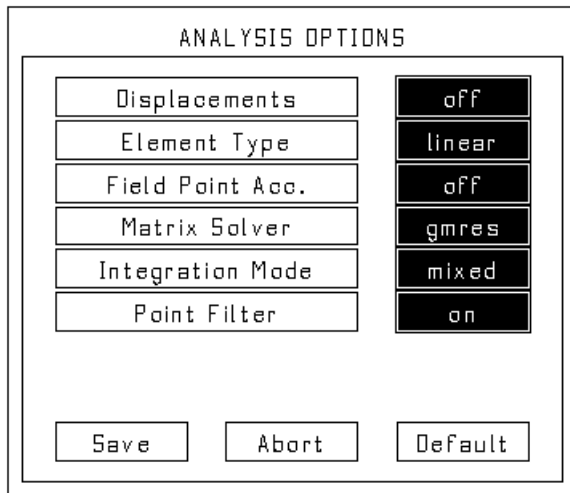 ANALYSIS OPTIONS
Displacements off
Element Type linear
Field Point Acc. off
Matrix Solver gmres
Integration Mode mixed
Point Filter on
Save Abort Default